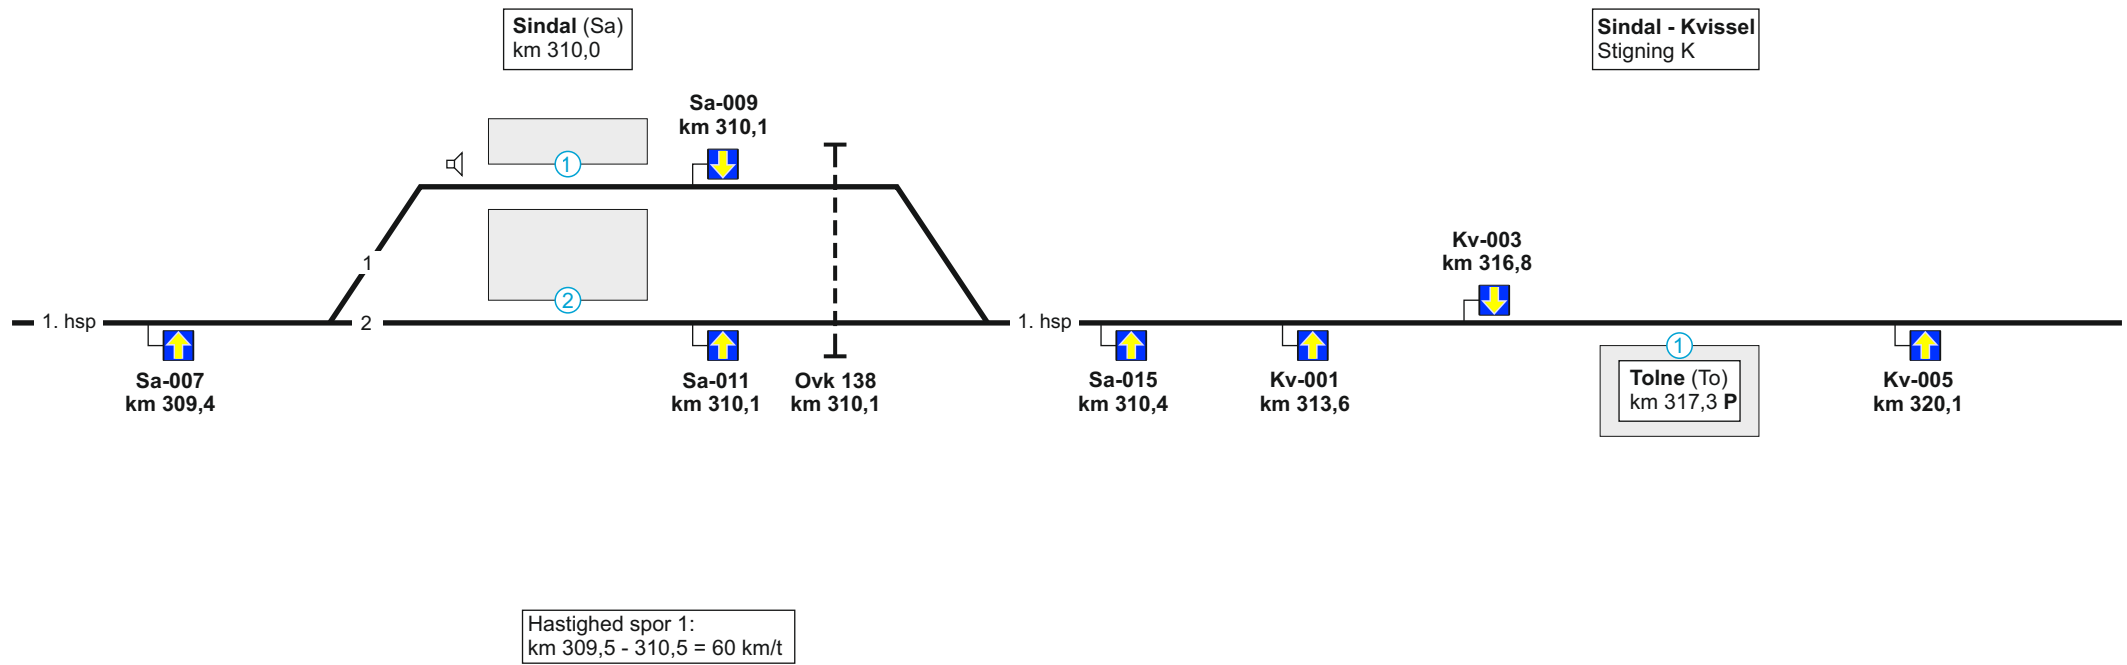 Sindal (Sa)
km 310,0
Sindal - Kvissel
Stigning K
Sa-009
km 310,1
1
1
Kv-003
km 316,8
2
1. hsp
2
1. hsp
1
Sa-007
km 309,4
Sa-011
km 310,1
Ovk 138
km 310,1
Sa-015
km 310,4
Kv-001
km 313,6
Tolne (To)
km 317,3 P
Kv-005
km 320,1
Hastighed spor 1:
km 309,5 - 310,5 = 60 km/t